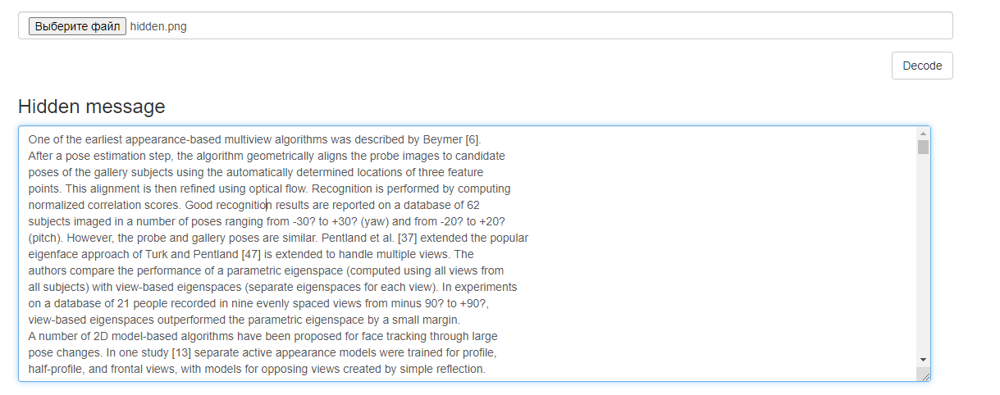 Выберите файл hidden.png
Decode
Hidden message
One of the earliest appearance-based multiview algorithms was described by Beymer [6].
After a pose estimation step, the algorithm geometrically aligns the probe images to candidate
poses of the gallery subjects using the automatically determined locations of three feature
points. This alignment is then refined using optical flow. Recognition is performed by computing
normalized correlation scores. Good recognition results are reported on a database of 62
subjects imaged in a number of poses ranging from -30? to +30? (yaw) and from -20? to +20?
(pitch). However, the probe and gallery poses are similar. Pentland et al. [37] extended the popular
eigenface approach of Turk and Pentland [47] is extended to handle multiple views. The
authors compare the performance of a parametric eigenspace (computed using all views from
all subjects) with view-based eigenspaces (separate eigenspaces for each view). In experiments
on a database of 21 people recorded in nine evenly spaced views from minus 90? to +90?,
view-based eigenspaces outperformed the parametric eigenspace by a small margin.
A number of 2D model-based algorithms have been proposed for face tracking through large
pose changes. In one study [13] separate active appearance models were trained for profile,
half-profile, and frontal views, with models for opposing views created by simple reflection.